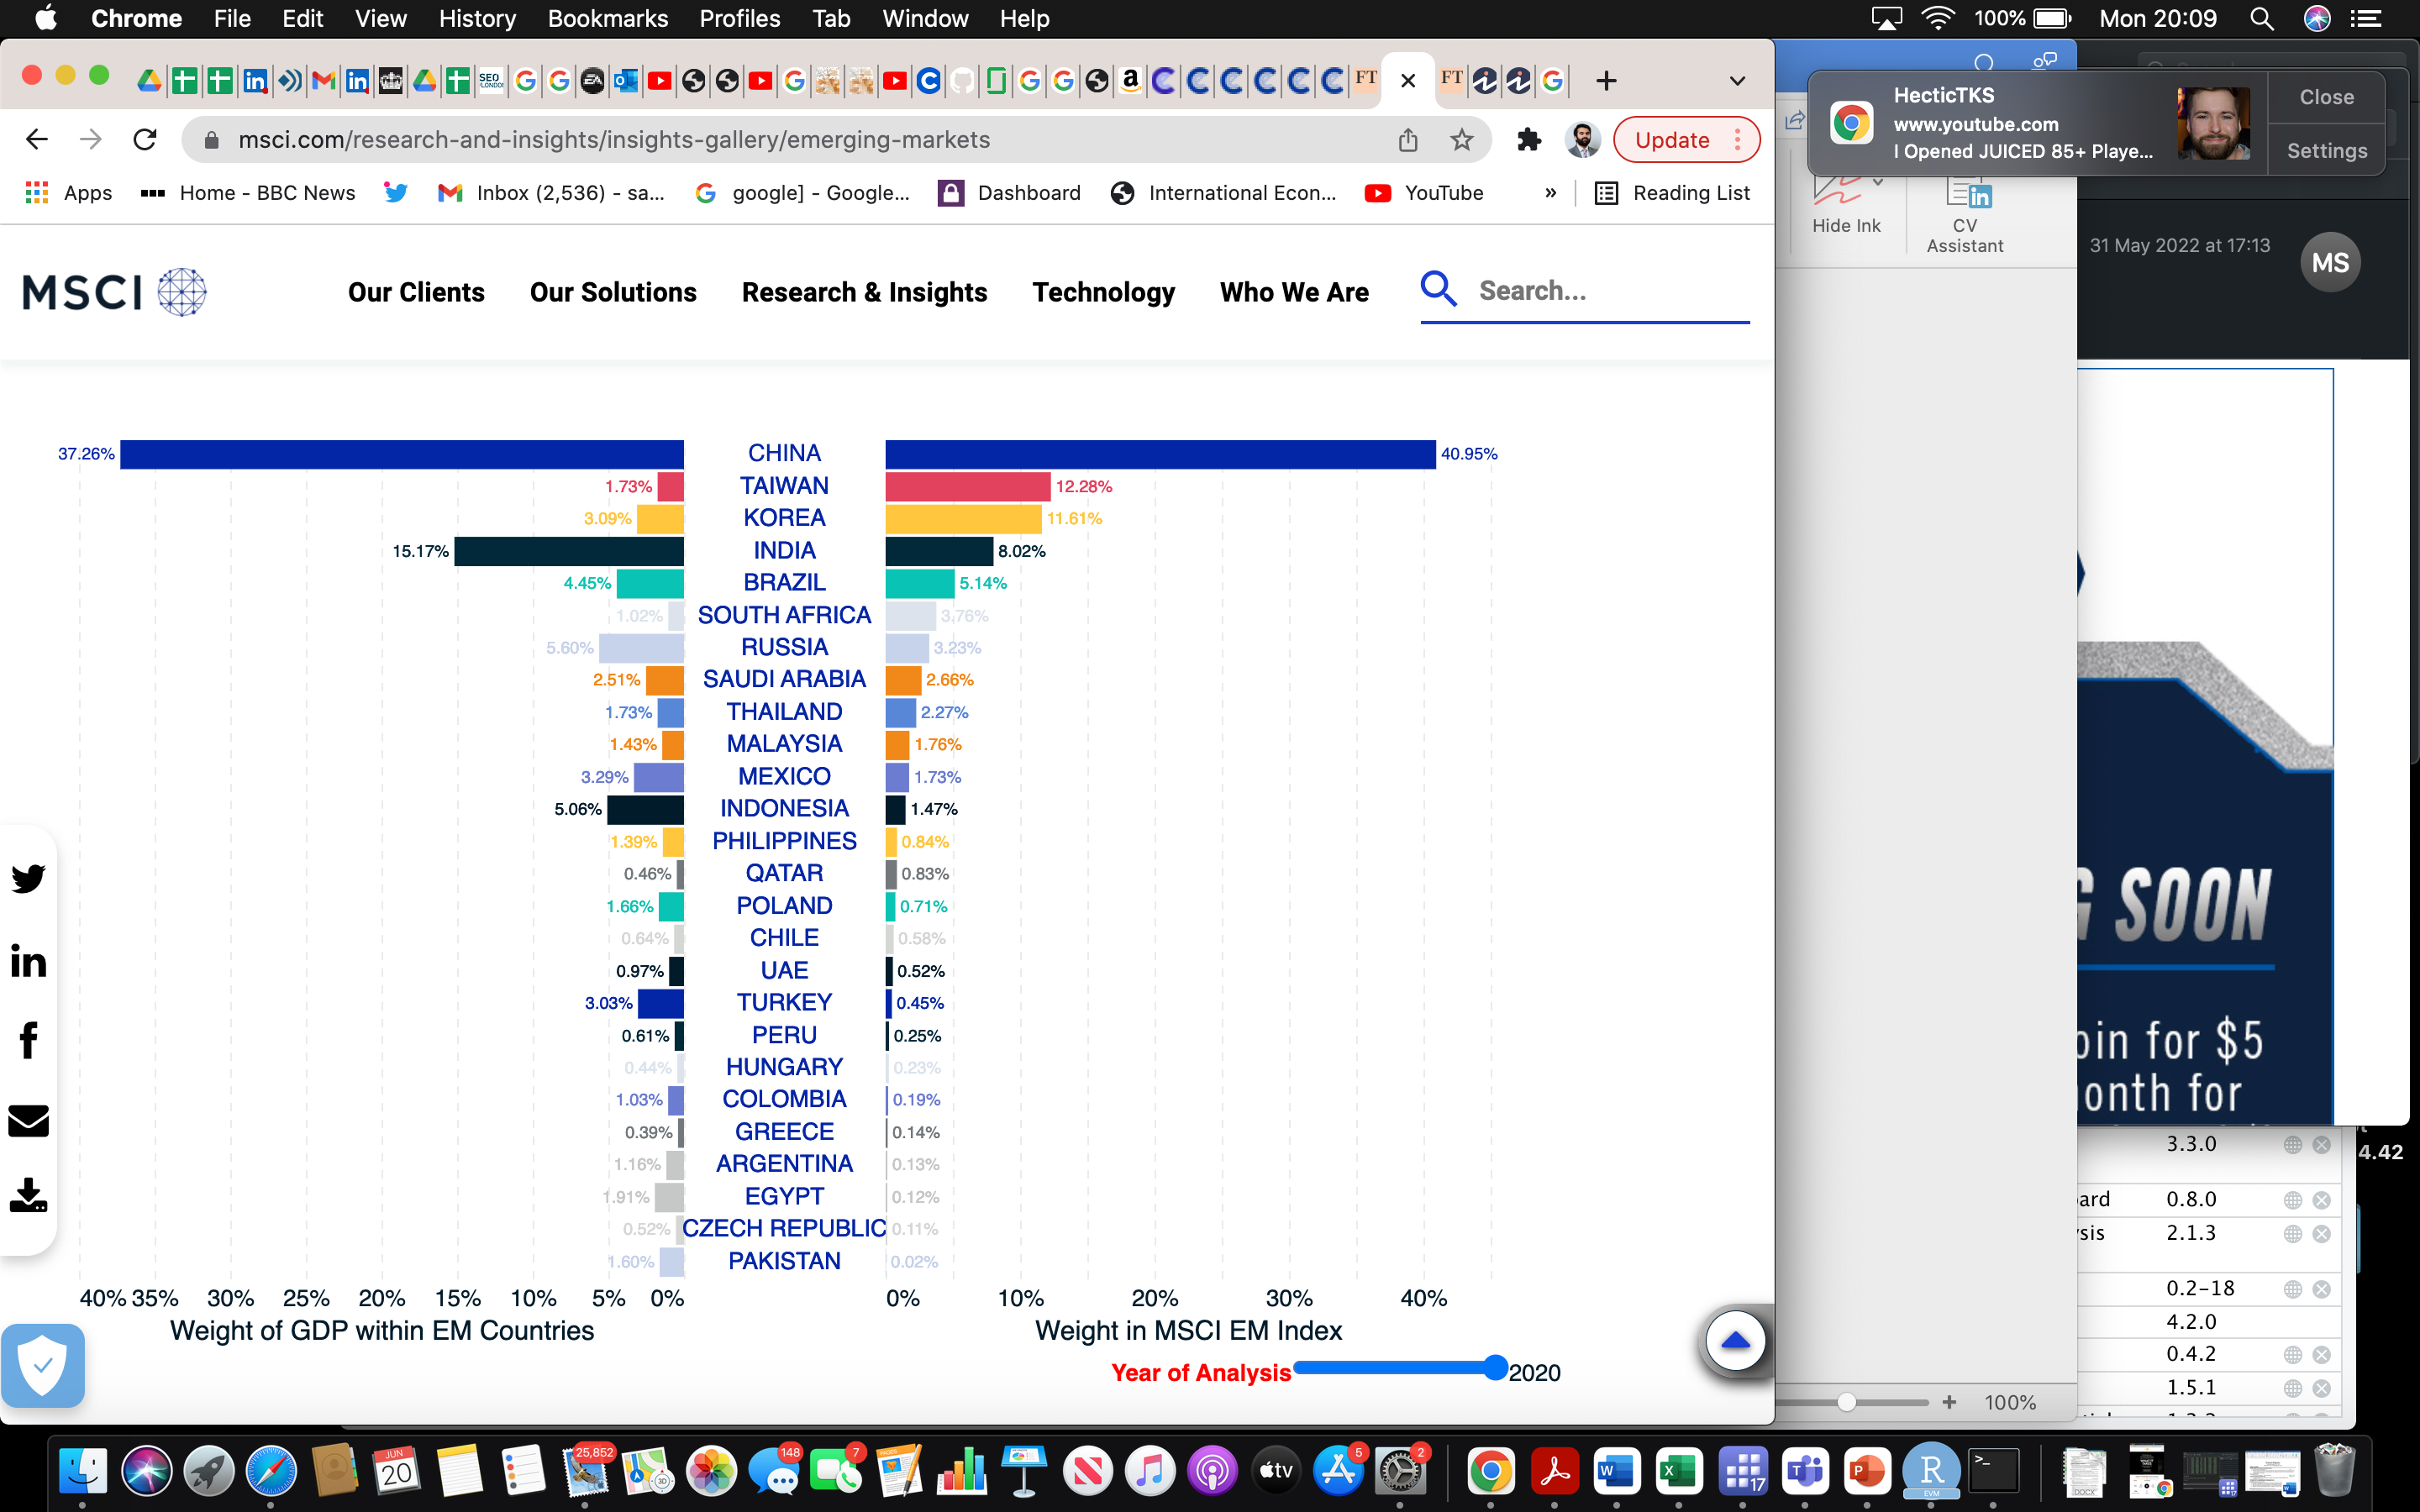 Chrome File Edit View History Bookmarks Profiles Tab Window Help 100% Mon 20:09
SEO
LONDON
EA
a
FT
FT
msci.com/research-and-insights/insights-gallery/emerging-markets
Update
Apps Home - BBC News Inbox (2,536) - sa... google] - Google... Dashboard International Econ... YouTube » Reading List
HecticTKS
www.youtube.com
I Opened JUICED 85+ Playe...
Close
Settings
Hide Ink
CV
Assistant
31 May 2022 at 17:13
MS
MSCI
Our Clients Our Solutions Research & Insights Technology Who We Are Search...
37.26% CHINA 40.95%
1.73% TAIWAN 12.28%
3.09% KOREA 11.61%
15.17% INDIA 8.02%
4.45% BRAZIL 5.14%
1.02% SOUTH AFRICA 3.76%
5.60% RUSSIA 3.23%
2.51% SAUDI ARABIA 2.66%
1.73% THAILAND 2.27%
1.43% MALAYSIA 1.76%
3.29% MEXICO 1.73%
5.06% INDONESIA 1.47%
1.39% PHILIPPINES 0.84%
0.46% QATAR 0.83%
1.66% POLAND 0.71%
0.64% CHILE 0.58%
0.97% UAE 0.52%
3.03% TURKEY 0.45%
0.61% PERU 0.25%
0.44% HUNGARY 0.23%
1.03% COLOMBIA 0.19%
0.39% GREECE 0.14%
1.16% ARGENTINA 0.13%
1.91% EGYPT 0.12%
0.52% CZECH REPUBLIC 0.11%
1.60% PAKISTAN 0.02%
40% 35% 30% 25% 20% 15% 10% 5% 0% 0% 10% 20% 30% 40%
Weight of GDP within EM Countries Weight in MSCI EM Index
Year of Analysis 2020
G SOON
oin for $5
onth for
3.3.0
4.42
ard 0.8.0
sis 2.1.3
0.2-18
4.2.0
0.4.2
1.5.1
100%
JUN
20
25,852
3D
148
7
PAGES
tv
5
2
W
X
17
T
P
R
EVM
>_
DOCX
17